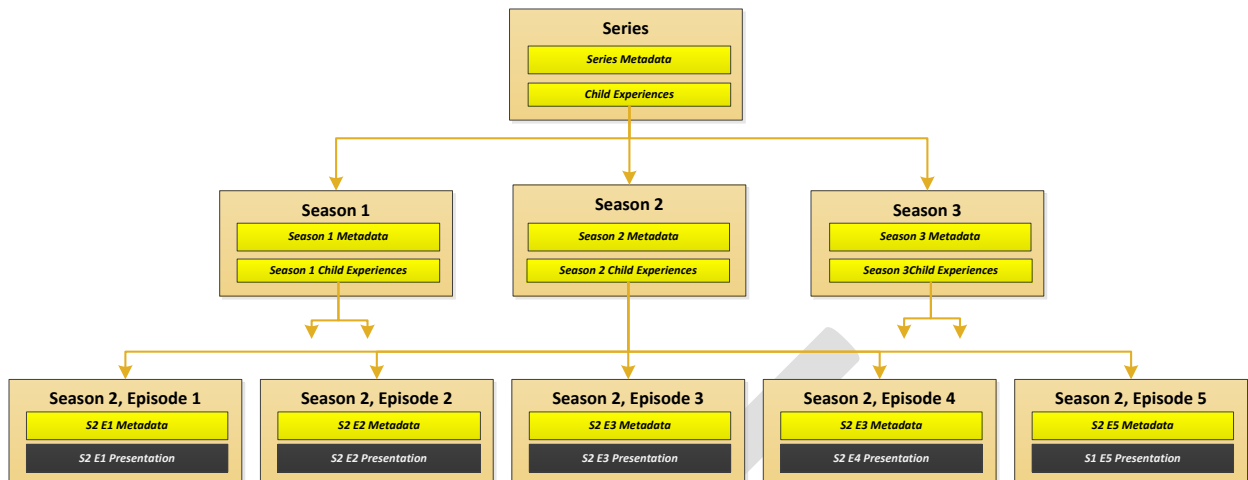 Series
Series Metadata
Child Experiences
Season 1
Season 2
Season 3
Season 1 Metadata
Season 2 Metadata
Season 3 Metadata
Season 1 Child Experiences
Season 2 Child Experiences
Season 3Child Experiences
Season 2, Episode 1
Season 2, Episode 2
Season 2, Episode 3
Season 2, Episode 4
Season 2, Episode 5
S2 E1 Metadata
S2 E2 Metadata
S2 E3 Metadata
S2 E3 Metadata
S2 E5 Metadata
S2 E1 Presentation
S2 E2 Presentation
S2 E3 Presentation
S2 E4 Presentation
S1 E5 Presentation